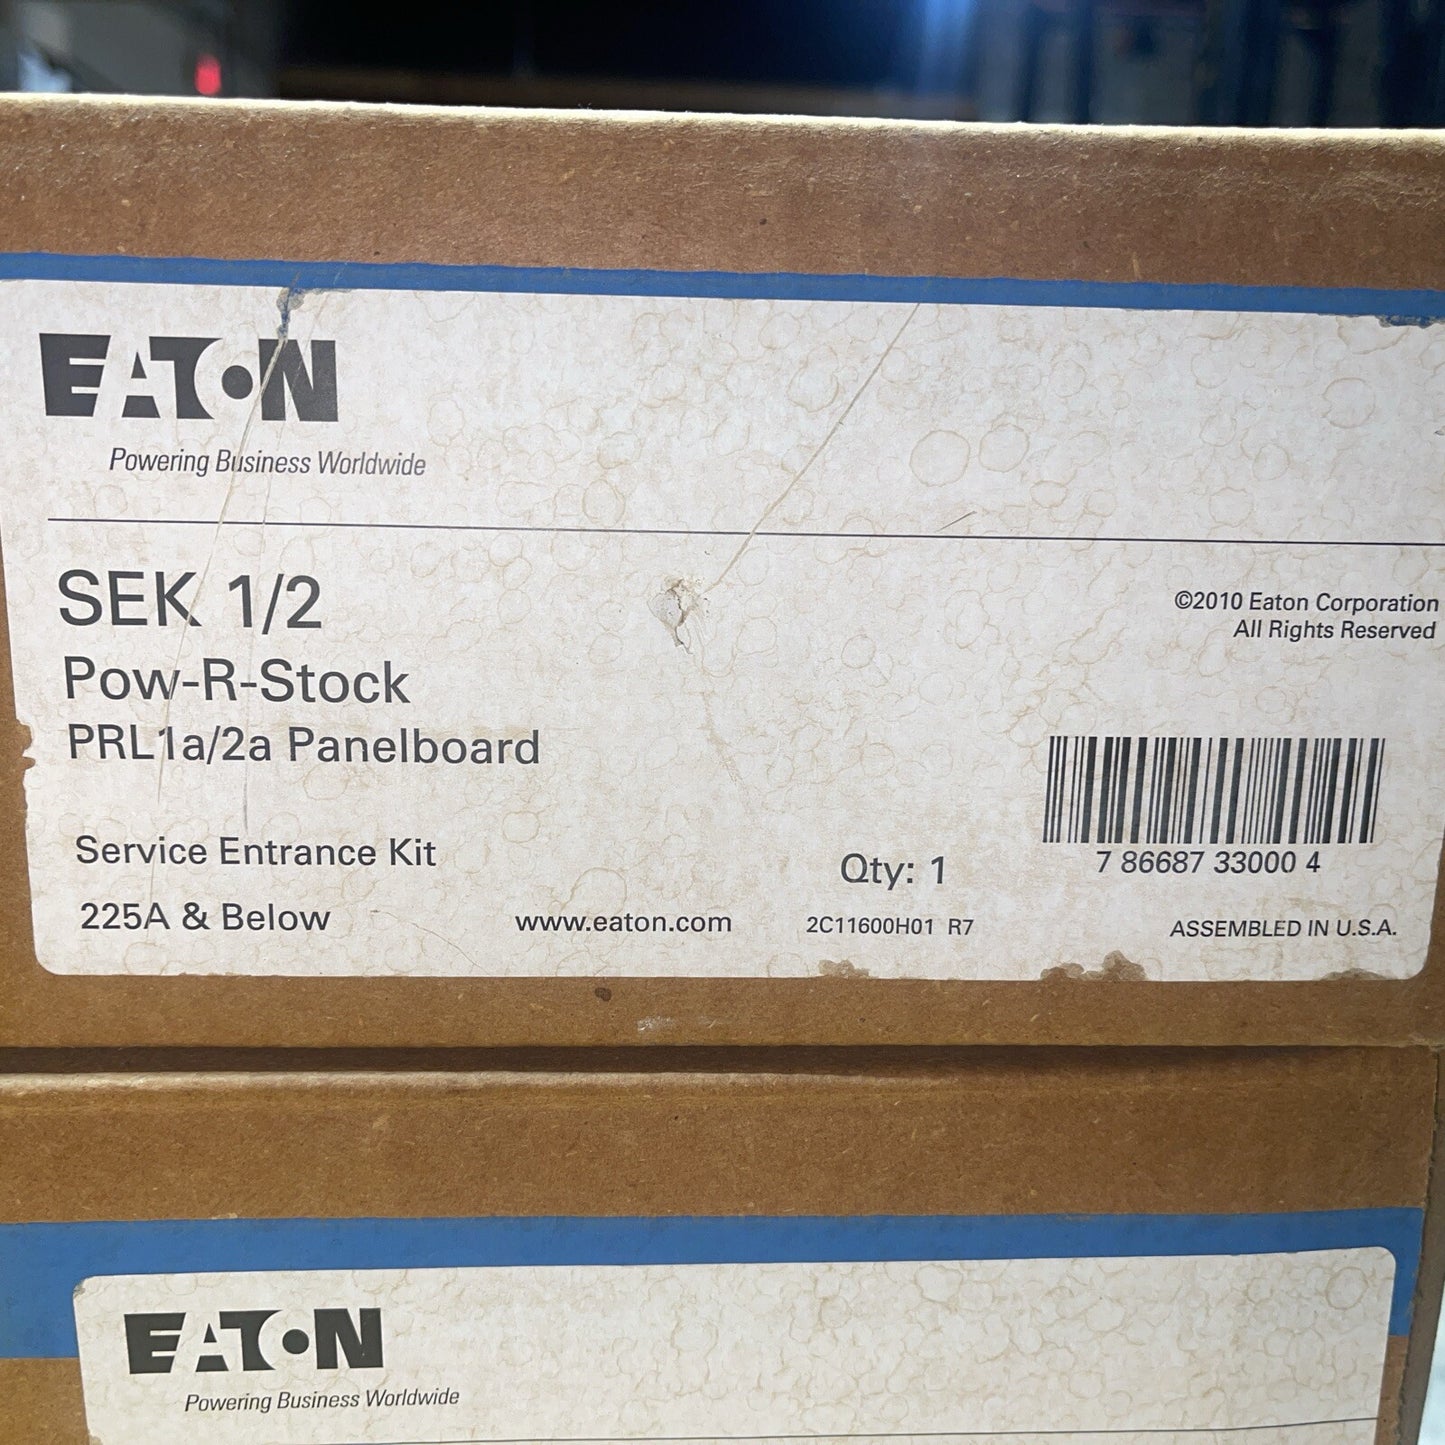 EATON
Powering Business Worldwide
SEK 1/2
Pow-R-Stock
PRL1a/2a Panelboard
©2010 Eaton Corporation
All Rights Reserved
Service Entrance Kit
225A & Below
www.eaton.com
Qty: 1
2C11600H01 R7
7 86687 33000 4
ASSEMBLED IN U.S.A.
EATON
Powering Business Worldwide